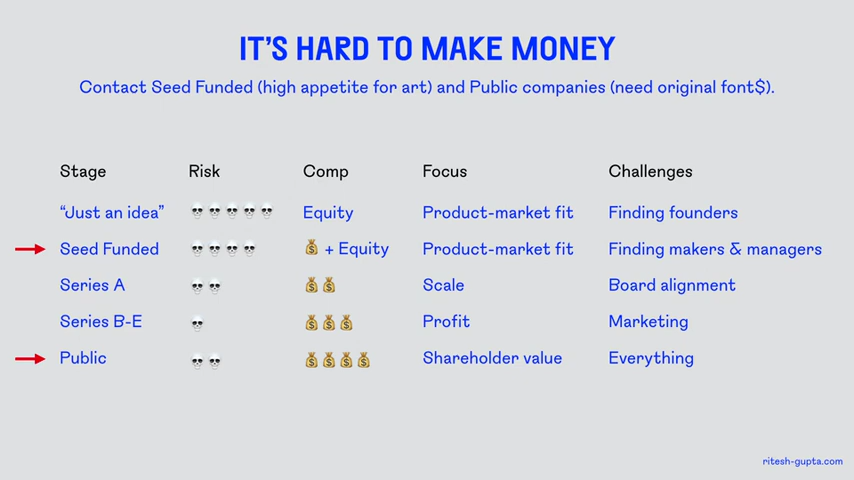 IT'S HARD TO MAKE MONEY
Contact Seed Funded (high appetite for art) and Public companies (need original font$).
Stage Risk Comp Focus Challenges
“Just an idea” 💀💀💀💀💀 Equity Product-market fit Finding founders
Seed Funded 💀💀💀💀 💰 + Equity Product-market fit Finding makers & managers
Series A 💀💀 💰💰 Scale Board alignment
Series B-E 💀 💰💰💰 Profit Marketing
Public 💀💀 💰💰💰💰 Shareholder value Everything
ritesh-gupta.com